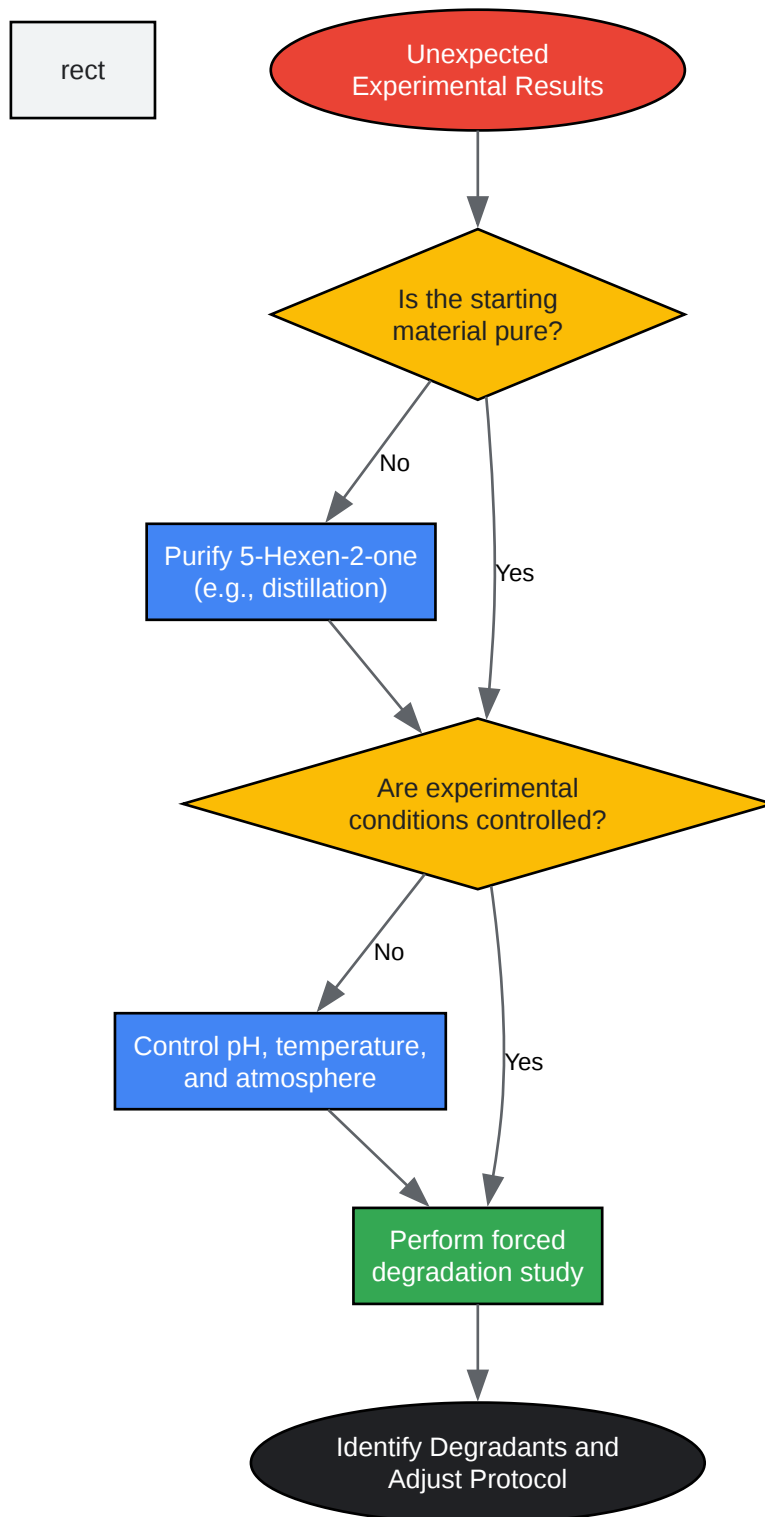 rect
Unexpected
Experimental Results
Is the starting
material pure?
No
Purify 5-Hexen-2-one
(e.g., distillation)
Yes
Are experimental
conditions controlled?
No
Control pH, temperature,
and atmosphere
Yes
Perform forced
degradation study
Identify Degradants and
Adjust Protocol